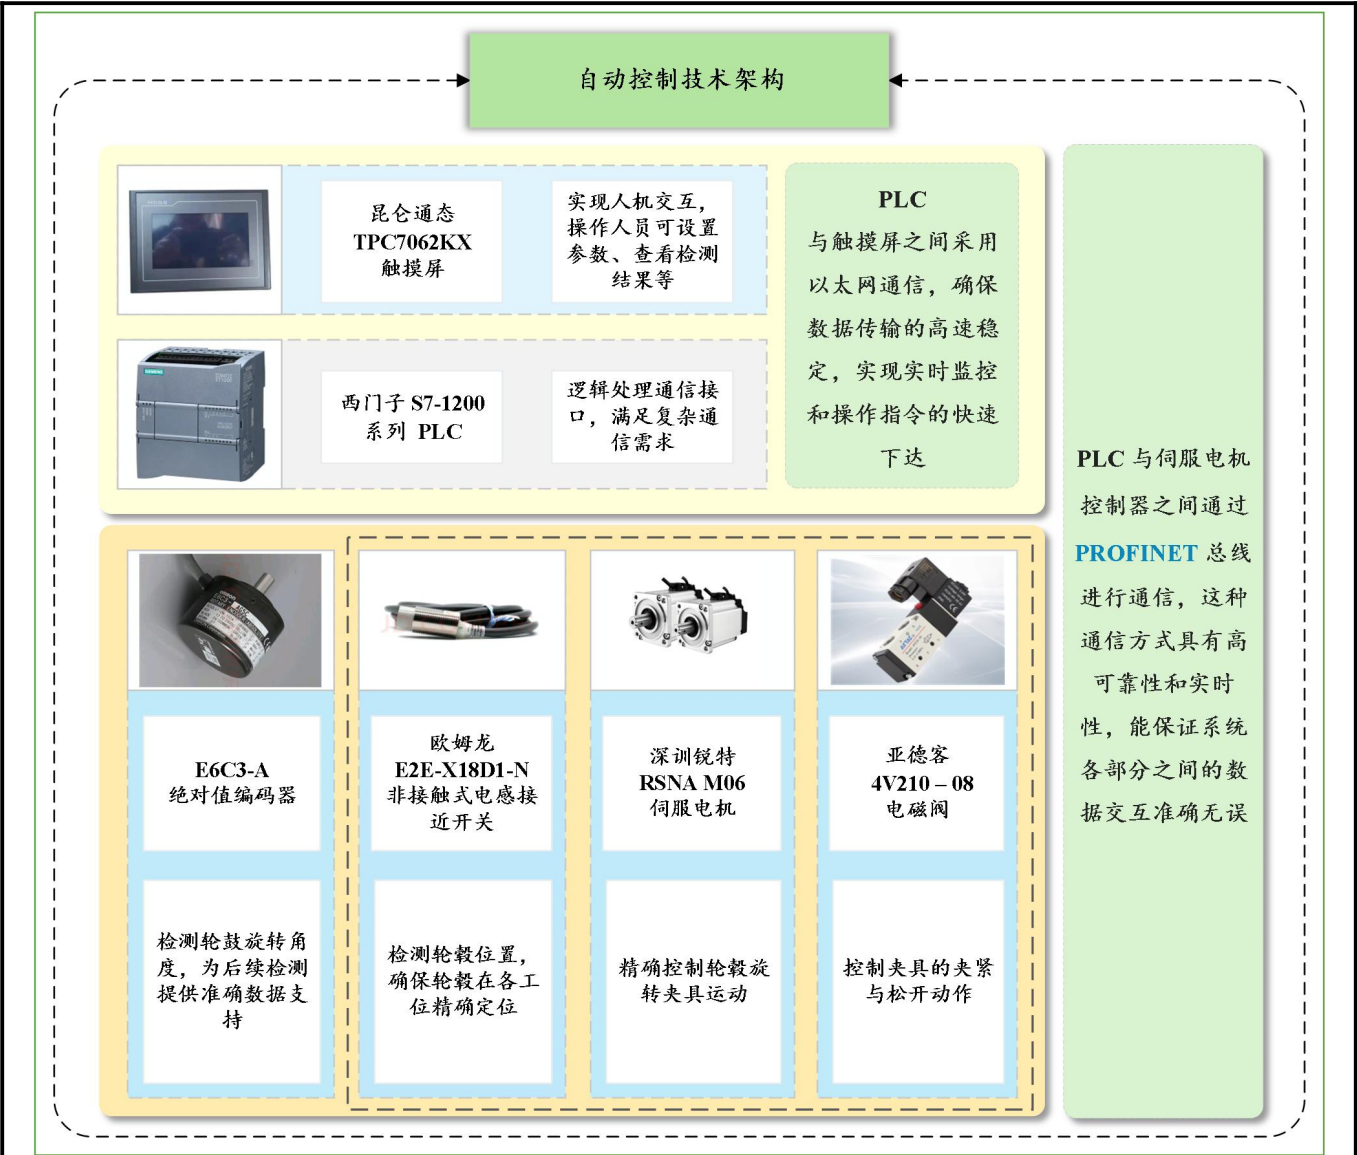 自动控制技术架构
昆仑通态
TPC7062KX
触摸屏
实现人机交互，
操作人员可设置
参数、查看检测
结果等
西门子 S7-1200
系列 PLC
逻辑处理通信接
口，满足复杂通
信需求
PLC
与触摸屏之间采用
以太网通信，确保
数据传输的高速稳
定，实现实时监控
和操作指令的快速
下达
SIEMENS
E6C3-A
绝对值编码器
检测轮鼓旋转角
度，为后续检测
提供准确数据支
持
欧姆龙
E2E-X18D1-N
非接触式电感接
近开关
检测轮毂位置，
确保轮毂在各工
位精确定位
深训锐特
RSNA M06
伺服电机
精确控制轮毂旋
转夹具运动
亚德客
4V210 – 08
电磁阀
控制夹具的夹紧
与松开动作
PLC 与伺服电机
控制器之间通过
PROFINET 总线
进行通信，这种
通信方式具有高
可靠性和实时
性，能保证系统
各部分之间的数
据交互准确无误